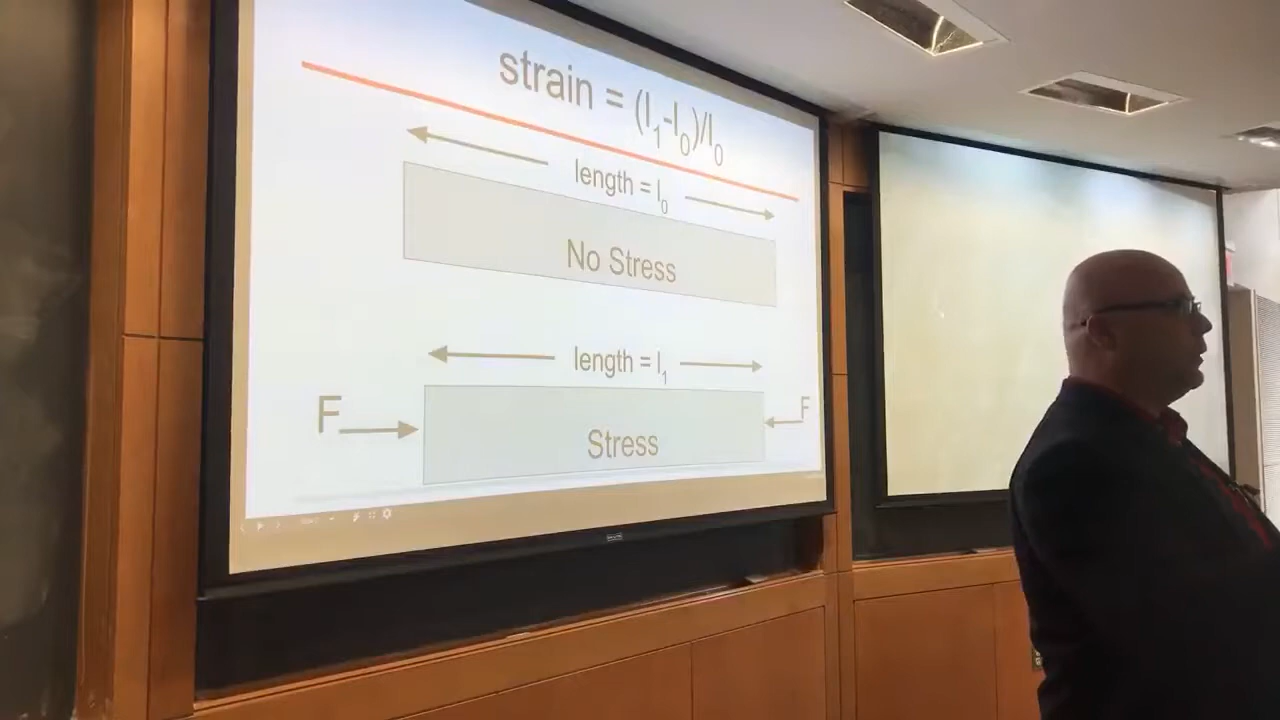 strain = (l₁-l₀)/l₀
length = l₀
No Stress
length = l₁
F
F
Stress